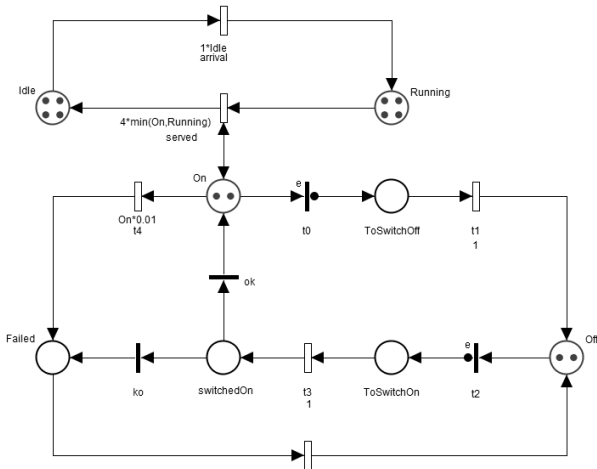 1*Idle
arrival
Idle
Running
4*min(On,Running)
served
On
e
On*0.01
t4
t0
ToSwitchOff
t1
1
ok
Failed
e
Off
ko
switchedOn
t3
1
ToSwitchOn
t2